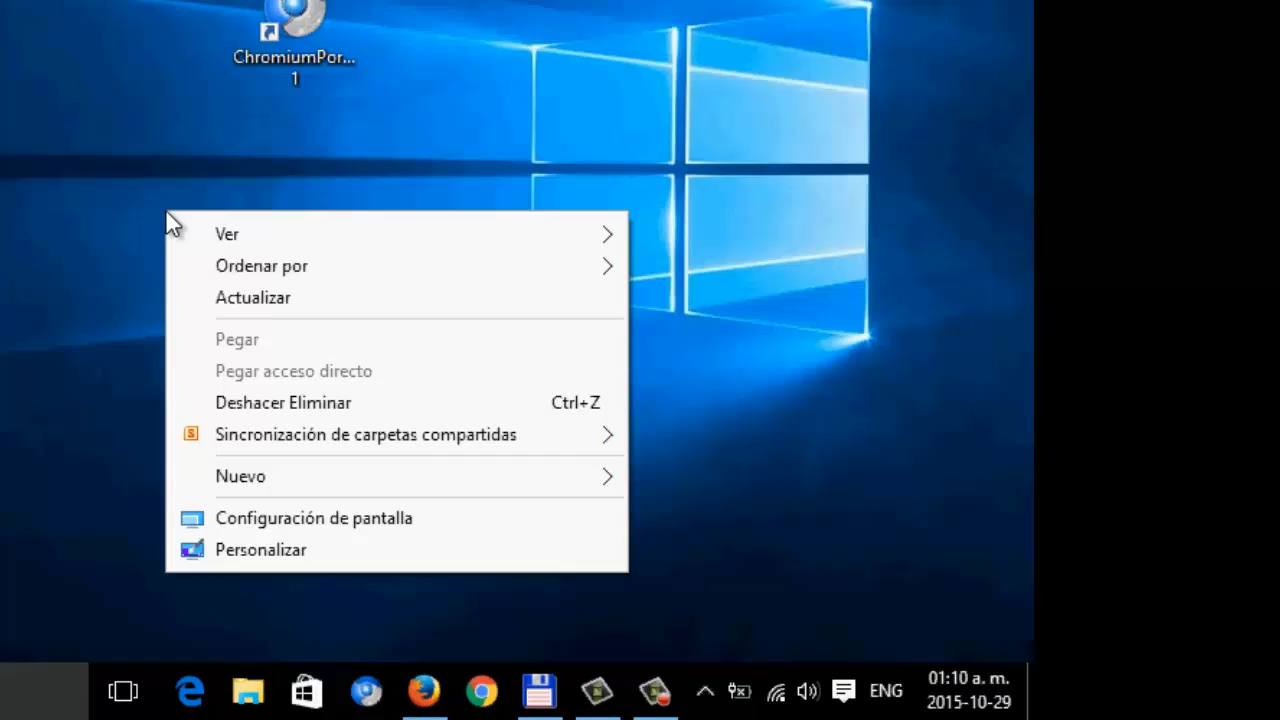 ChromiumPor...
1
Ver
Ordenar por
Actualizar
Pegar
Pegar acceso directo
Deshacer Eliminar Ctrl+Z
S
Sincronización de carpetas compartidas
Nuevo
Configuración de pantalla
Personalizar
ENG
01:10 a. m.
2015-10-29